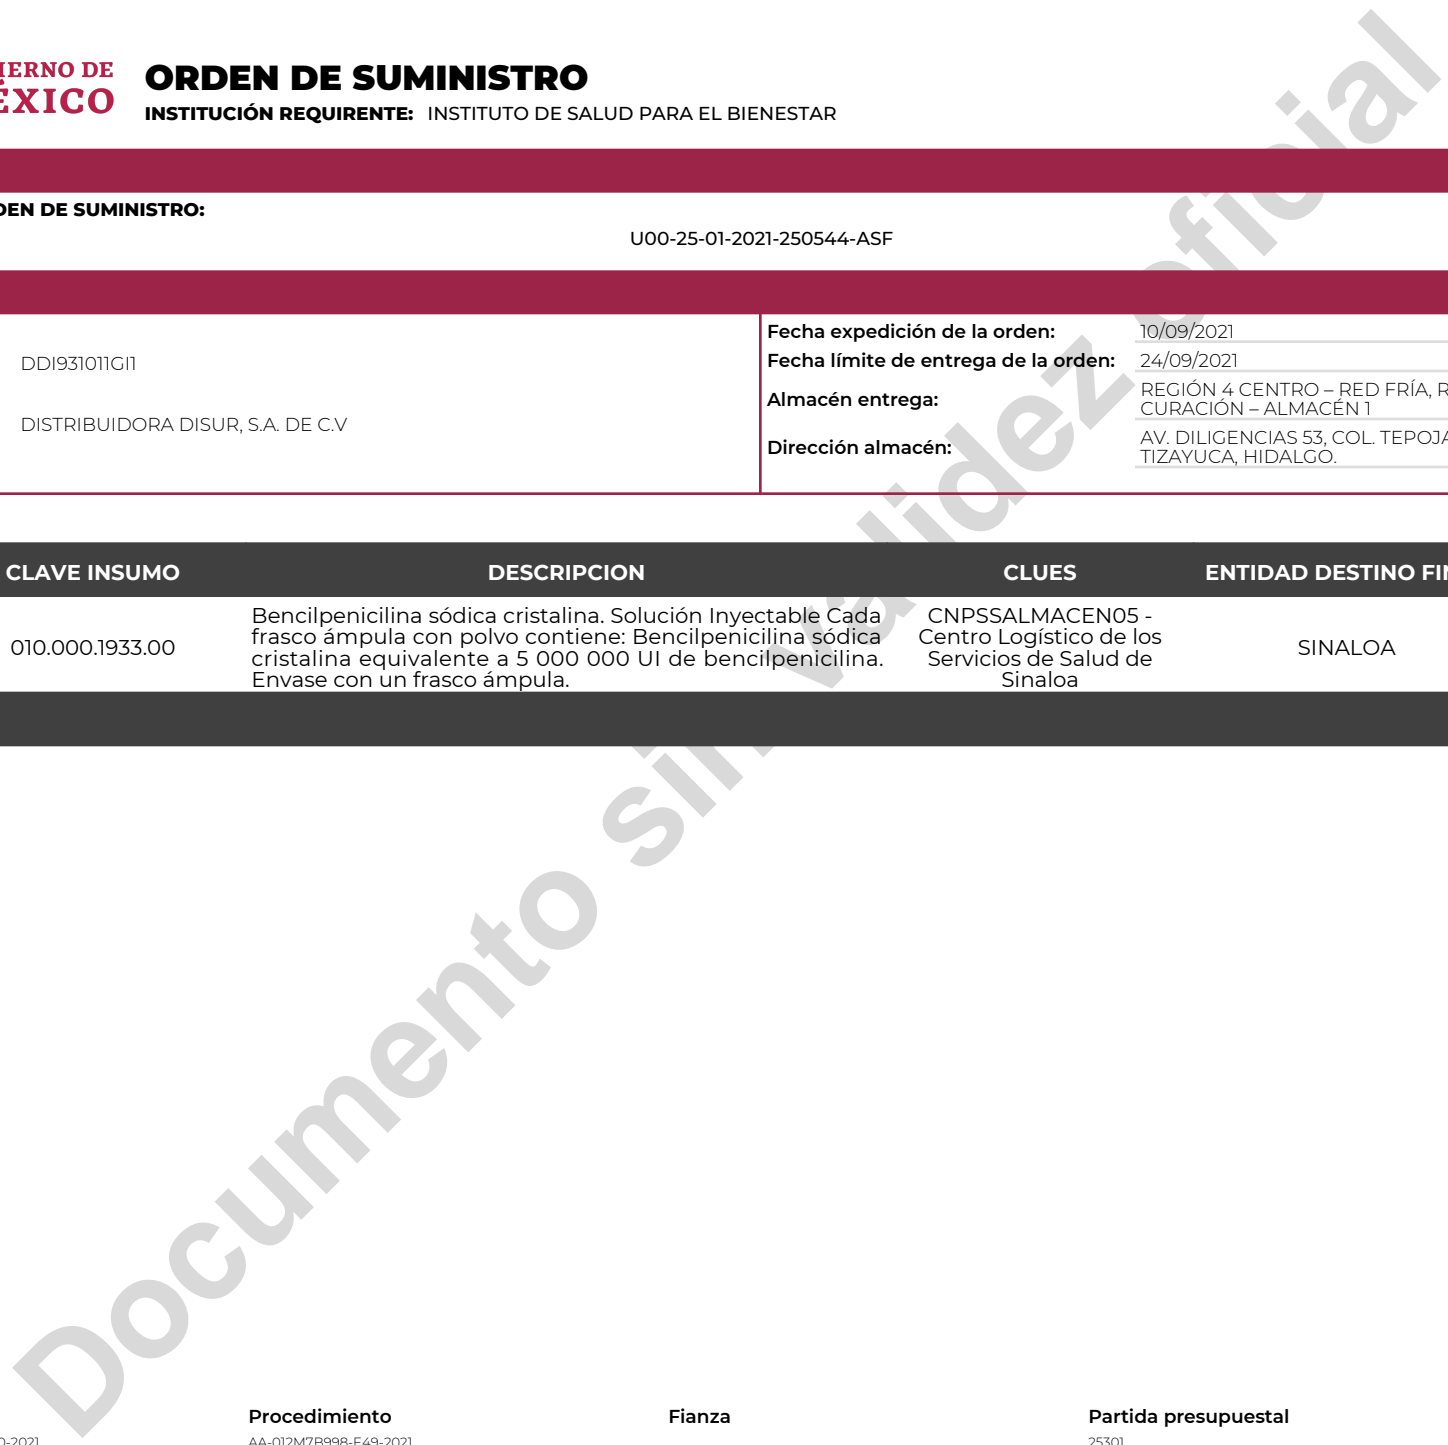 ORDEN DE SUMINISTRO
INSTITUCIÓN REQUIRENTE: INSTITUTO DE SALUD PARA EL BIENESTAR
DE
DE SUMINISTRO:
U00-25-01-2021-250544-ASF
DDI931011GI1
DISTRIBUIDORA DISUR, S.A. DE C.V
Fecha expedición de la orden: 10/09/2021
Fecha límite de entrega de la orden: 24/09/2021
Almacén entrega: REGIÓN 4 CENTRO – RED FRÍA,
CURACIÓN – ALMACÉN 1
Dirección almacén: AV. DILIGENCIAS 53, COL.
TIZAYUCA, HIDALGO.
CLAVE INSUMO DESCRIPCION CLUES ENTIDAD DESTINO
010.000.1933.00
Bencilpenicilina sódica cristalina. Solución Inyectable Cada
frasco ámpula con polvo contiene: Bencilpenicilina sódica
cristalina equivalente a 5 000 000 UI de bencilpenicilina.
Envase con un frasco ámpula.
CNPSSALMACEN05 -
Centro Logístico de los
Servicios de Salud de
Sinaloa
SINALOA
Documento sin validez oficial
Procedimiento Fianza Partida presupuestal
AA-012M7B998-E49-2021 25301